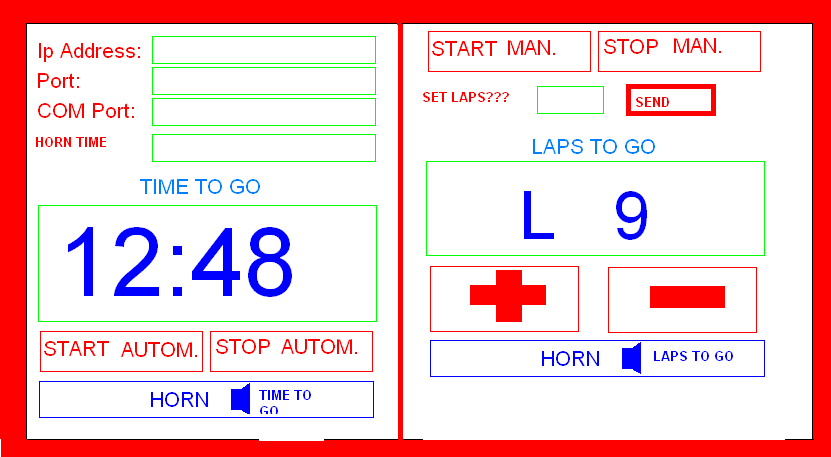 Ip Address:
Port:
COM Port:
HORN TIME
TIME TO GO
12:48
START AUTOM.
STOP AUTOM.
HORN
TIME TO
GO
START MAN.
STOP MAN.
SET LAPS???
SEND
LAPS TO GO
L 9
HORN
LAPS TO GO